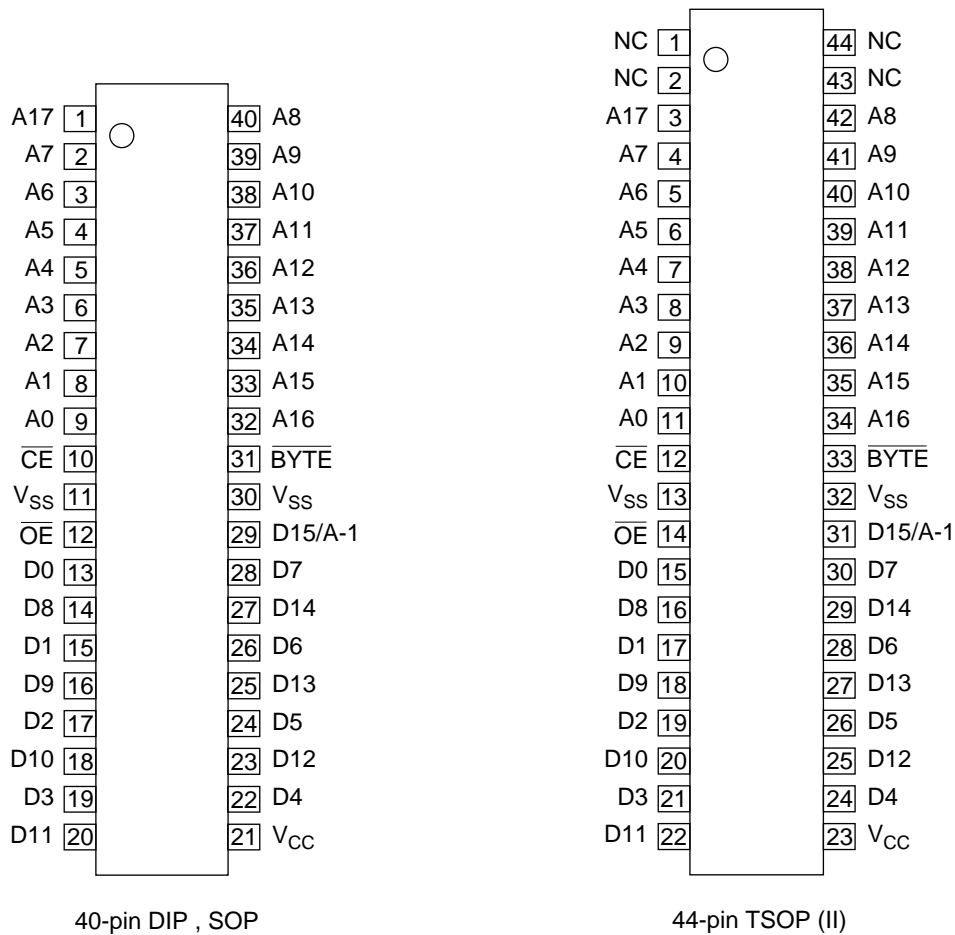 NC 1 44 NC
NC 2 43 NC
A17 3 42 A8
A7 4 41 A9
A6 5 40 A10
A5 6 39 A11
A4 7 38 A12
A3 8 37 A13
A2 9 36 A14
A1 10 35 A15
A0 11 34 A16
CE 12 33 BYTE
VSS 13 32 VSS
OE 14 31 D15/A-1
D0 15 30 D7
D8 16 29 D14
D1 17 28 D6
D9 18 27 D13
D2 19 26 D5
D10 20 25 D12
D3 21 24 D4
D11 22 23 VCC
44-pin TSOP (II)
A17 1 40 A8
A7 2 39 A9
A6 3 38 A10
A5 4 37 A11
A4 5 36 A12
A3 6 35 A13
A2 7 34 A14
A1 8 33 A15
A0 9 32 A16
CE 10 31 BYTE
VSS 11 30 VSS
OE 12 29 D15/A-1
D0 13 28 D7
D8 14 27 D14
D1 15 26 D6
D9 16 25 D13
D2 17 24 D5
D10 18 23 D12
D3 19 22 D4
D11 20 21 VCC
40-pin DIP , SOP